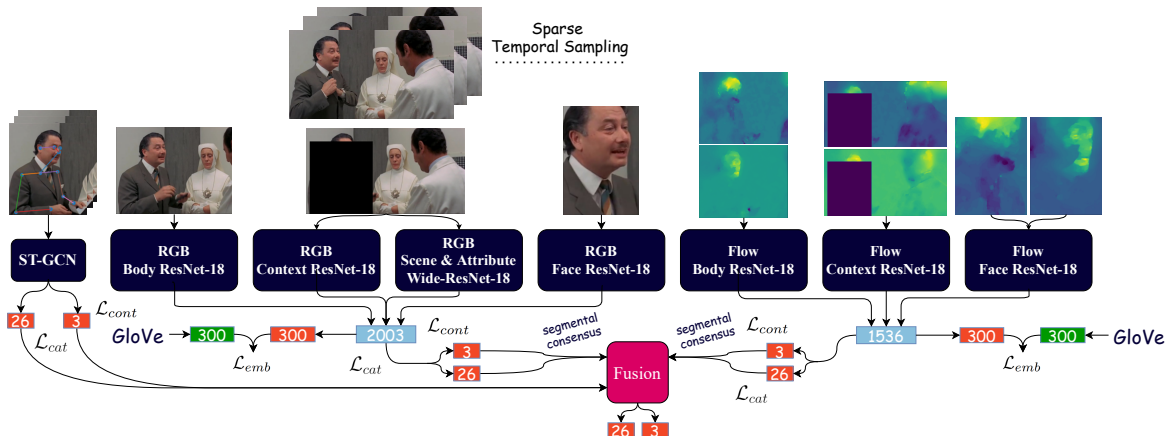 Sparse
Temporal Sampling
ST-GCN
RGB
Body ResNet-18
RGB
Context ResNet-18
RGB
Scene & Attribute
Wide-ResNet-18
RGB
Face ResNet-18
Flow
Body ResNet-18
Flow
Context ResNet-18
Flow
Face ResNet-18
26
3
ℒcont
ℒcat
GloVe
300
300
ℒemb
2003
ℒcont
ℒcat
3
26
segmental
consensus
Fusion
segmental
consensus
ℒcont
3
26
ℒcat
1536
300
300
GloVe
ℒemb
26
3